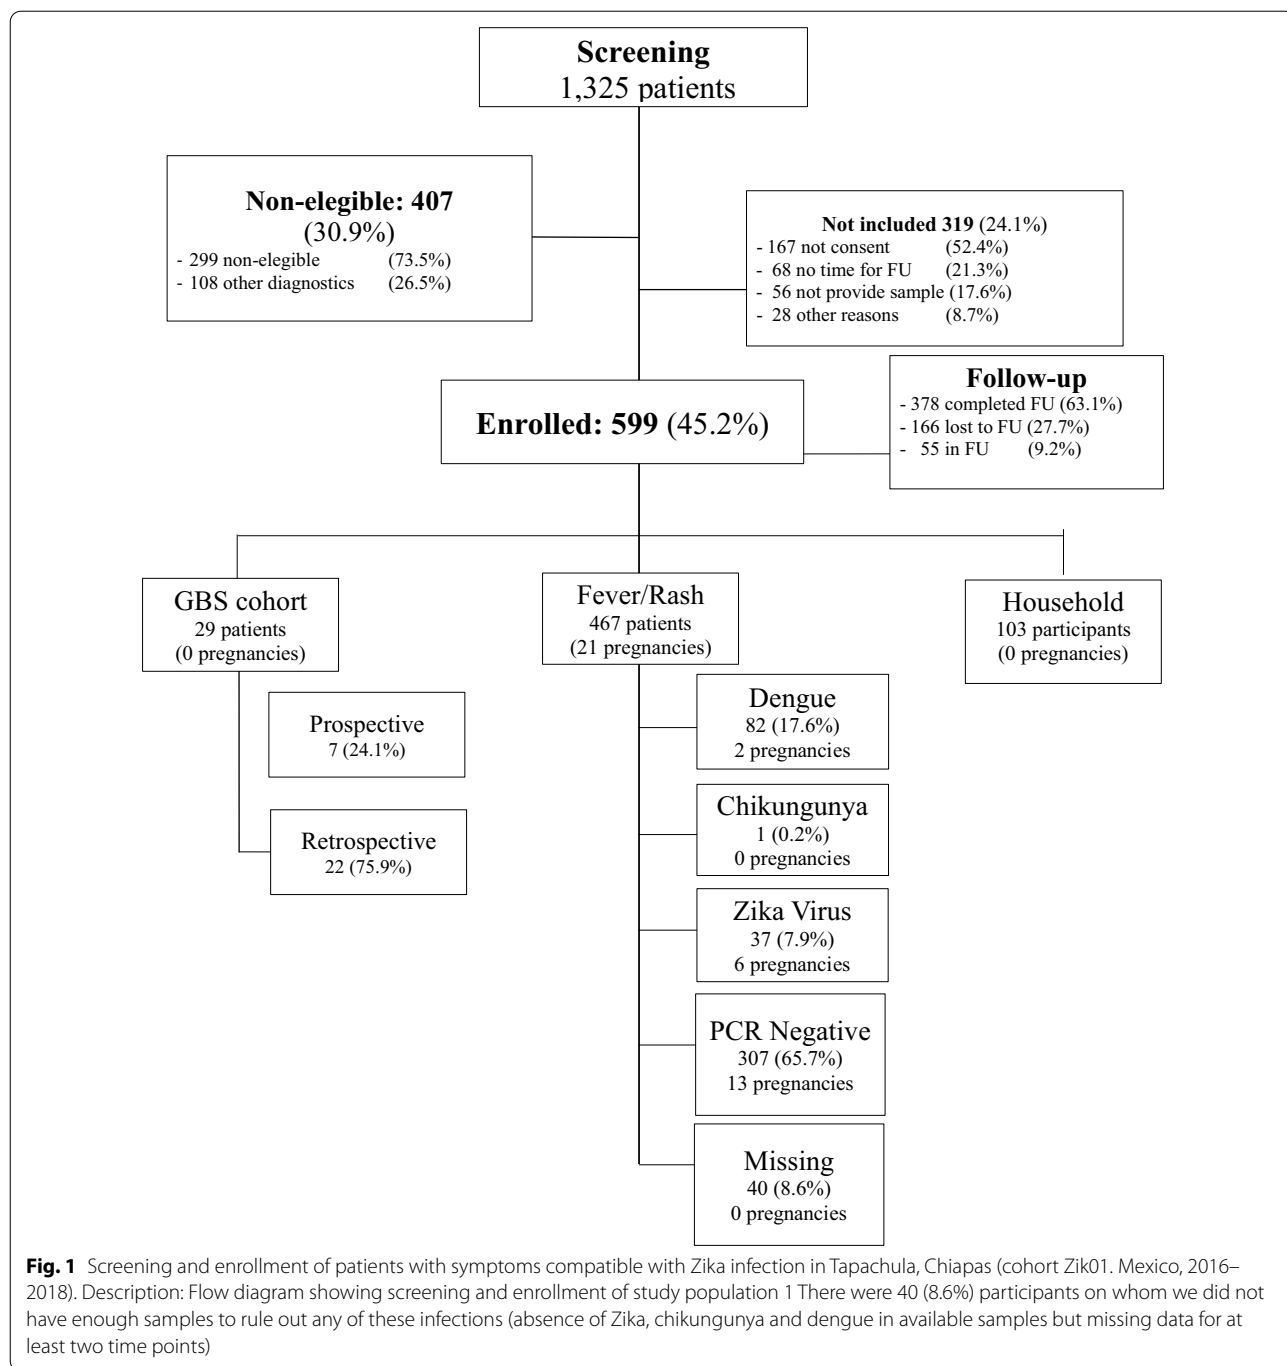 Screening
1,325 patients
Non-elegible: 407
(30.9%)
- 299 non-elegible (73.5%)
- 108 other diagnostics (26.5%)
Not included 319 (24.1%)
- 167 not consent (52.4%)
- 68 no time for FU (21.3%)
- 56 not provide sample (17.6%)
- 28 other reasons (8.7%)
Enrolled: 599 (45.2%)
Follow-up
- 378 completed FU (63.1%)
- 166 lost to FU (27.7%)
- 55 in FU (9.2%)
GBS cohort
29 patients
(0 pregnancies)
Fever/Rash
467 patients
(21 pregnancies)
Household
103 participants
(0 pregnancies)
Prospective
7 (24.1%)
Retrospective
22 (75.9%)
Dengue
82 (17.6%)
2 pregnancies
Chikungunya
1 (0.2%)
0 pregnancies
Zika Virus
37 (7.9%)
6 pregnancies
PCR Negative
307 (65.7%)
13 pregnancies
Missing
40 (8.6%)
0 pregnancies
Fig. 1 Screening and enrollment of patients with symptoms compatible with Zika infection in Tapachula, Chiapas (cohort Zik01. Mexico, 2016–
2018). Description: Flow diagram showing screening and enrollment of study population 1 There were 40 (8.6%) participants on whom we did not
have enough samples to rule out any of these infections (absence of Zika, chikungunya and dengue in available samples but missing data for at
least two time points)